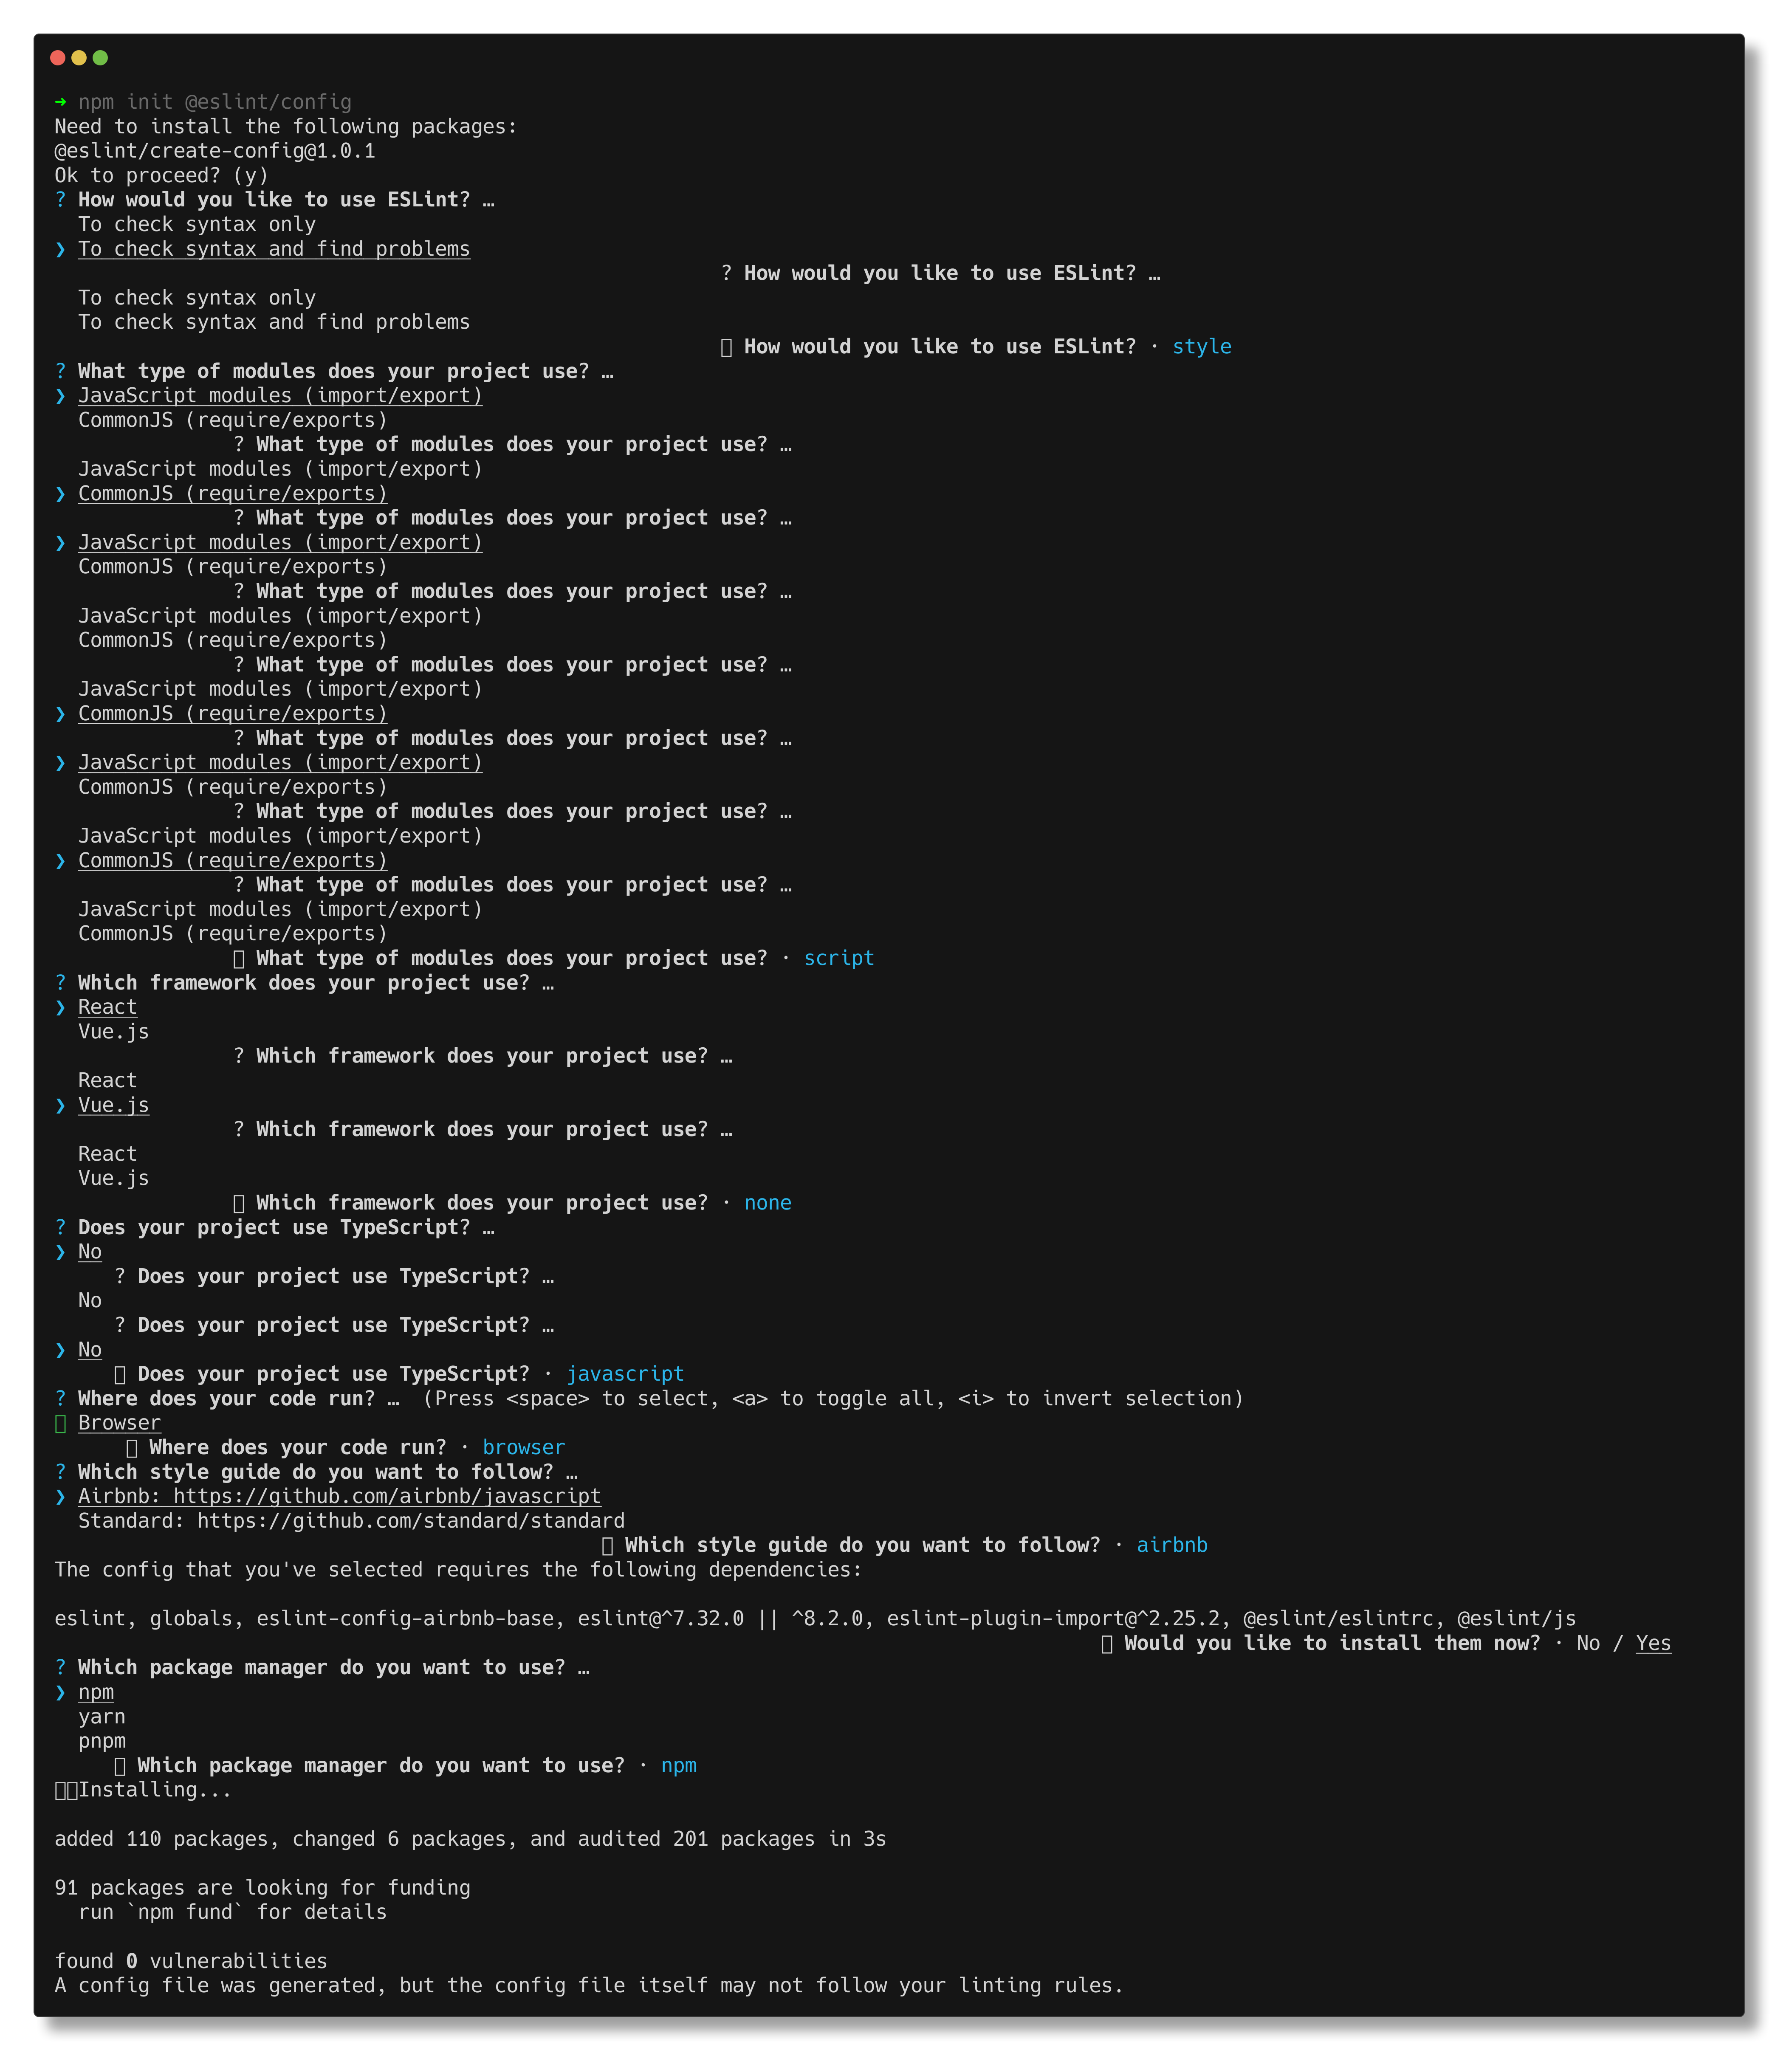 ➜ npm init @eslint/config
Need to install the following packages:
@eslint/create-config@1.0.1
Ok to proceed? (y)
? How would you like to use ESLint? …
To check syntax only
❯ To check syntax and find problems
? How would you like to use ESLint? …
To check syntax only
To check syntax and find problems
▯ How would you like to use ESLint? · style
? What type of modules does your project use? …
❯ JavaScript modules (import/export)
CommonJS (require/exports)
? What type of modules does your project use? …
JavaScript modules (import/export)
❯ CommonJS (require/exports)
? What type of modules does your project use? …
❯ JavaScript modules (import/export)
CommonJS (require/exports)
? What type of modules does your project use? …
JavaScript modules (import/export)
CommonJS (require/exports)
? What type of modules does your project use? …
JavaScript modules (import/export)
❯ CommonJS (require/exports)
? What type of modules does your project use? …
❯ JavaScript modules (import/export)
CommonJS (require/exports)
? What type of modules does your project use? …
JavaScript modules (import/export)
❯ CommonJS (require/exports)
? What type of modules does your project use? …
JavaScript modules (import/export)
CommonJS (require/exports)
▯ What type of modules does your project use? · script
? Which framework does your project use? …
❯ React
Vue.js
? Which framework does your project use? …
React
❯ Vue.js
? Which framework does your project use? …
React
Vue.js
▯ Which framework does your project use? · none
? Does your project use TypeScript? …
❯ No
? Does your project use TypeScript? …
No
? Does your project use TypeScript? …
❯ No
▯ Does your project use TypeScript? · javascript
? Where does your code run? …  (Press <space> to select, <a> to toggle all, <i> to invert selection)
▯ Browser
▯ Where does your code run? · browser
? Which style guide do you want to follow? …
❯ Airbnb: https://github.com/airbnb/javascript
Standard: https://github.com/standard/standard
▯ Which style guide do you want to follow? · airbnb
The config that you've selected requires the following dependencies:
eslint, globals, eslint-config-airbnb-base, eslint@^7.32.0 || ^8.2.0, eslint-plugin-import@^2.25.2, @eslint/eslintrc, @eslint/js
▯ Would you like to install them now? · No / Yes
? Which package manager do you want to use? …
❯ npm
yarn
pnpm
▯ Which package manager do you want to use? · npm
▯▯Installing...
added 110 packages, changed 6 packages, and audited 201 packages in 3s
91 packages are looking for funding
run `npm fund` for details
found 0 vulnerabilities
A config file was generated, but the config file itself may not follow your linting rules.